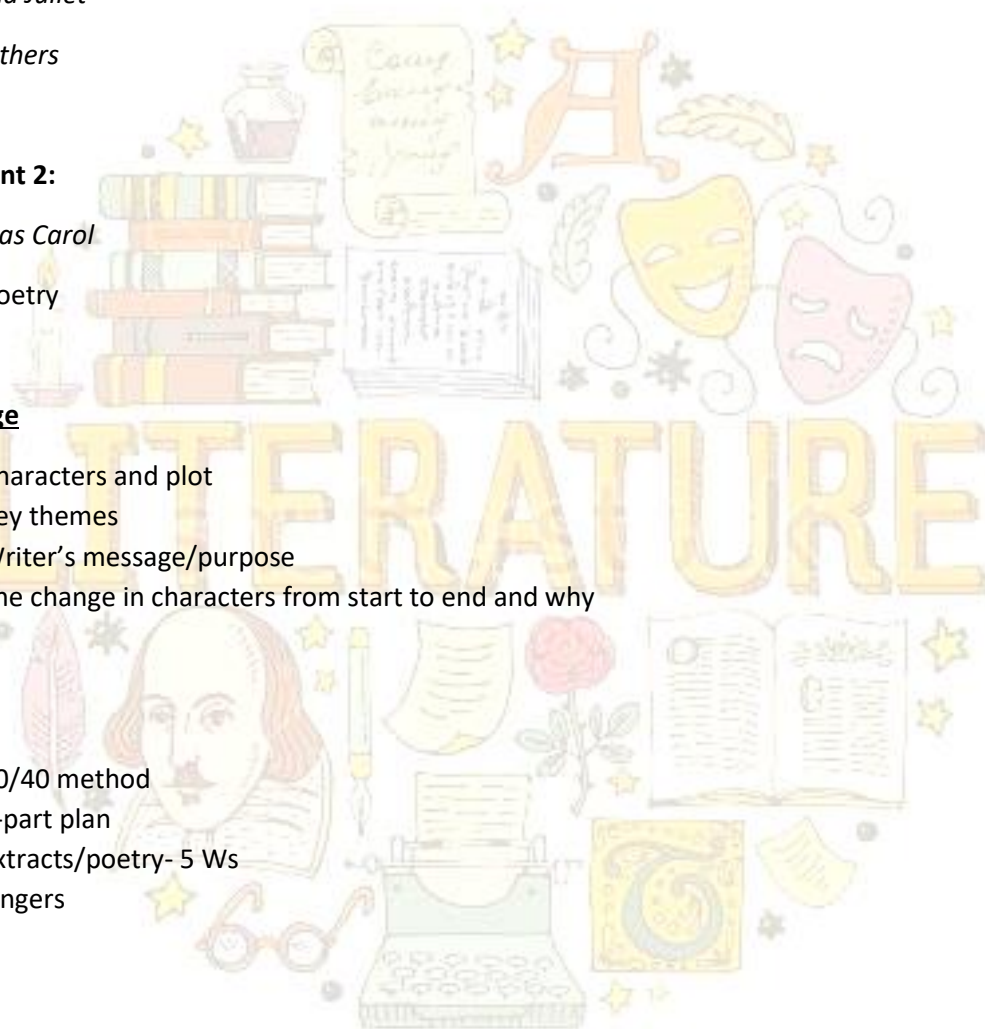 d Juliet
thers
nt 2:
as Carol
oetry
ge
LITERATURE
haracters and plot
ey themes
Vriter's message/purpose
ne change in characters from start to end and why
0/40 method
-part plan
xtracts/poetry- 5 Ws
ngers